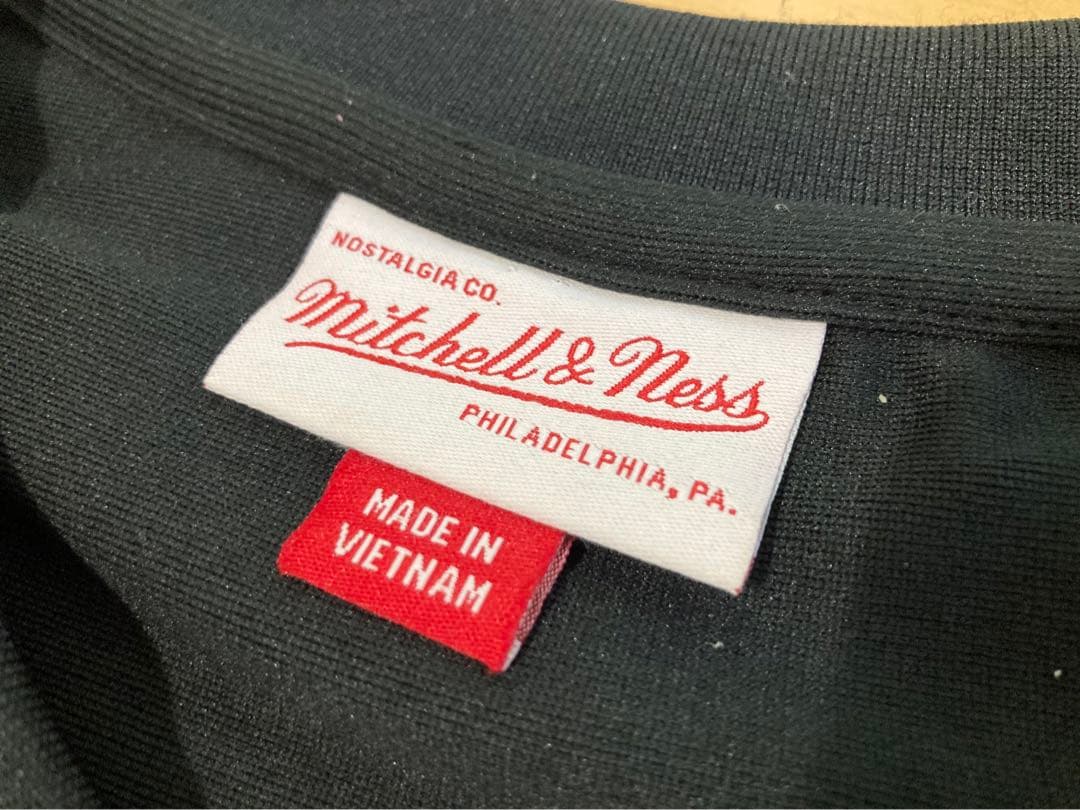 NOSTALGIA CO.
Mitchell & Ness
PHILADELPHIA, PA.
MADE IN
VIETNAM